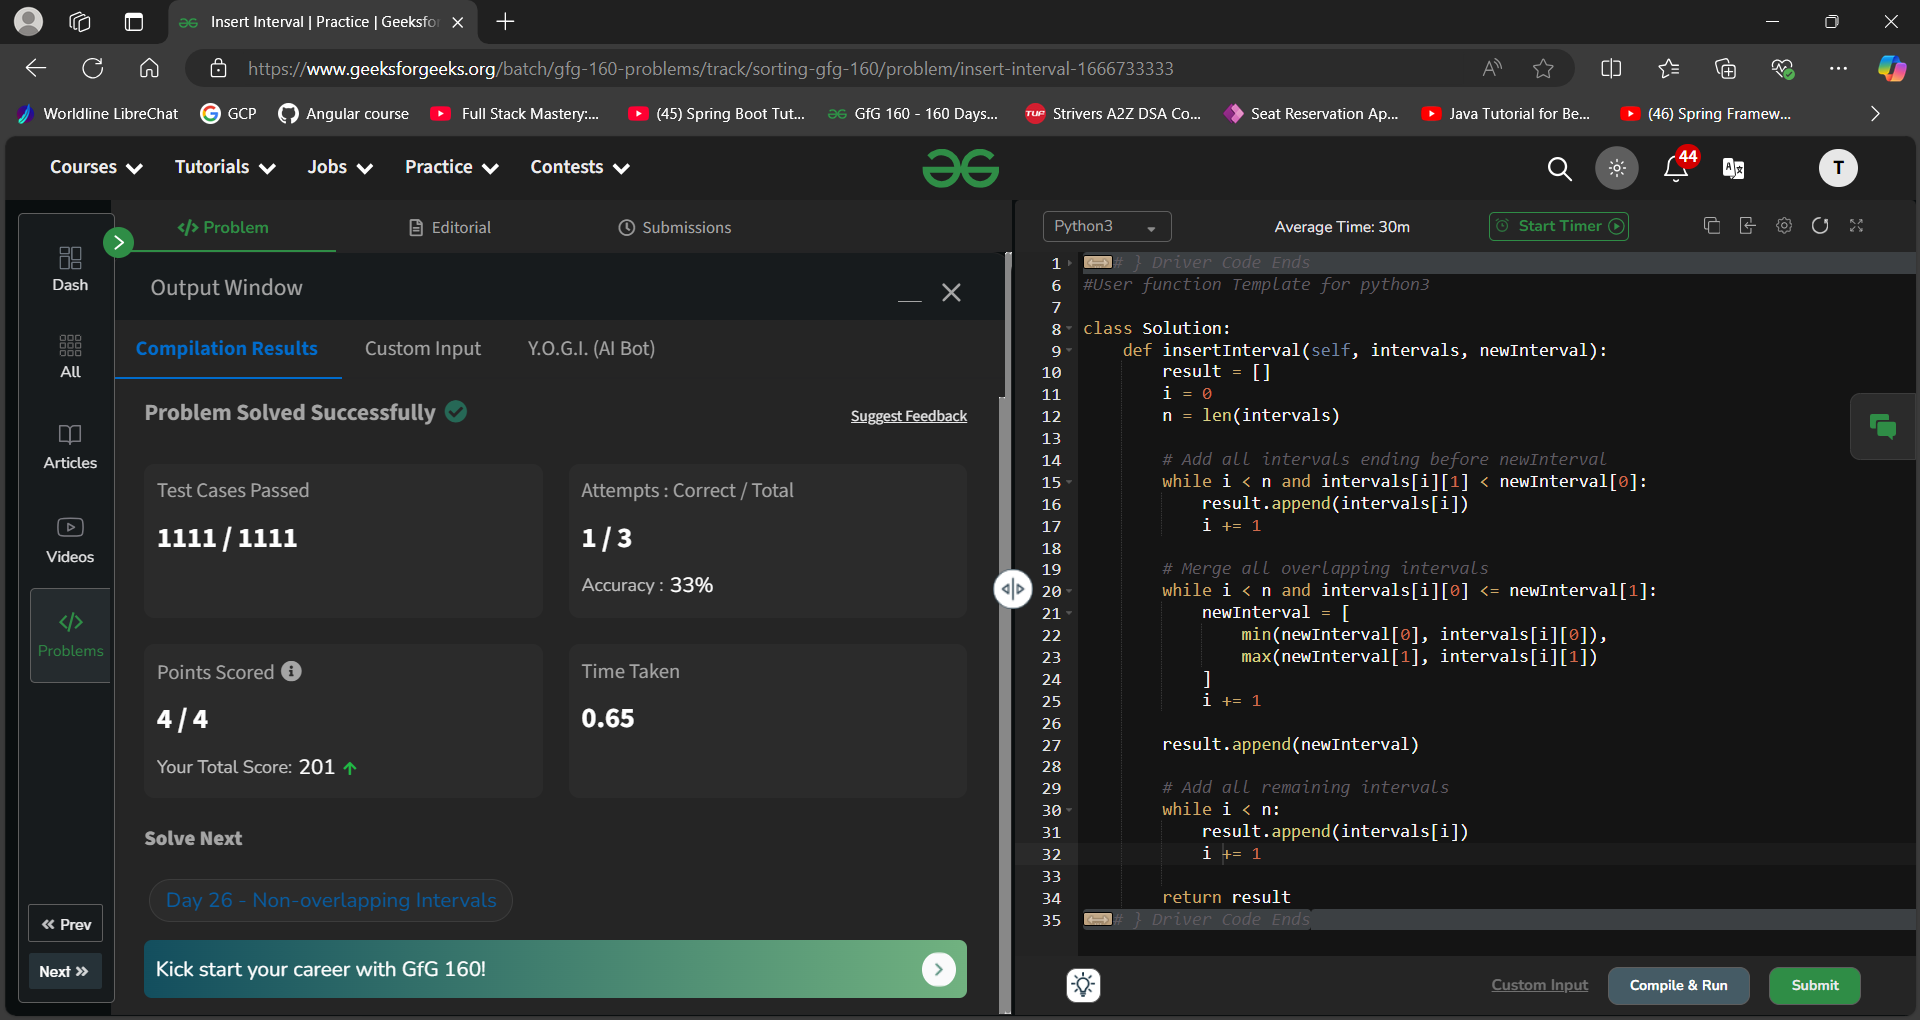 Insert Interval | Practice | Geeksfo
https://www.geeksforgeeks.org/batch/gfg-160-problems/track/sorting-gfg-160/problem/insert-interval-1666733333
Worldline LibreChat
GCP
Angular course
Full Stack Mastery:...
(45) Spring Boot Tut...
GfG 160 - 160 Days...
TUF
Strivers A2Z DSA Co...
Seat Reservation Ap...
Java Tutorial for Be...
(46) Spring Framew...
Courses
Tutorials
Jobs
Practice
Contests
44
T
Dash
All
Articles
Videos
</>
Problems
Prev
Next
</> Problem
Editorial
Submissions
Output Window
Compilation Results
Custom Input
Y.O.G.I. (AI Bot)
Problem Solved Successfully
Suggest Feedback
Test Cases Passed
1111 / 1111
Attempts : Correct / Total
1 / 3
Accuracy : 33%
Points Scored
4 / 4
Your Total Score: 201
Time Taken
0.65
Solve Next
Day 26 - Non-overlapping Intervals
Kick start your career with GfG 160!
Python3
Average Time: 30m
Start Timer
1 # } Driver Code Ends
6 #User function Template for python3
7
8 class Solution:
9 def insertInterval(self, intervals, newInterval):
10 result = []
11 i = 0
12 n = len(intervals)
13
14 # Add all intervals ending before newInterval
15 while i < n and intervals[i][1] < newInterval[0]:
16 result.append(intervals[i])
17 i += 1
18
19 # Merge all overlapping intervals
20 while i < n and intervals[i][0] <= newInterval[1]:
21 newInterval = [
22 min(newInterval[0], intervals[i][0]),
23 max(newInterval[1], intervals[i][1])
24 ]
25 i += 1
26
27 result.append(newInterval)
28
29 # Add all remaining intervals
30 while i < n:
31 result.append(intervals[i])
32 i += 1
33
34 return result
35 # } Driver Code Ends
Custom Input
Compile & Run
Submit